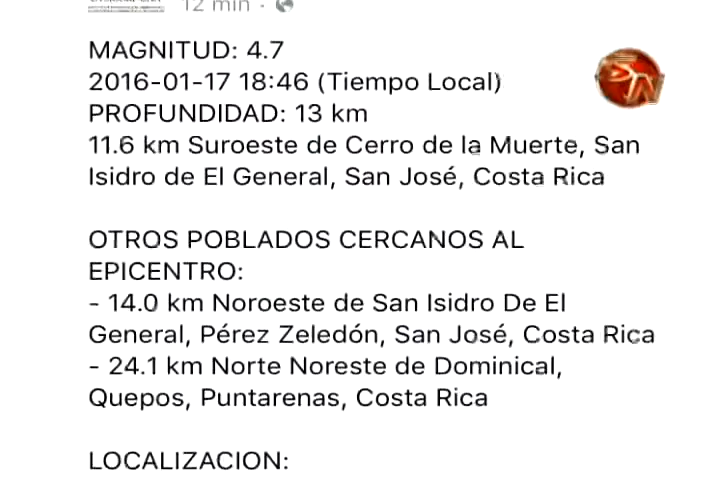 12 min ·
MAGNITUD: 4.7
2016-01-17 18:46 (Tiempo Local)
PROFUNDIDAD: 13 km
11.6 km Suroeste de Cerro de la Muerte, San
Isidro de El General, San José, Costa Rica
OTROS POBLADOS CERCANOS AL
EPICENTRO:
- 14.0 km Noroeste de San Isidro De El
General, Pérez Zeledón, San José, Costa Rica
- 24.1 km Norte Noreste de Dominical,
Quepos, Puntarenas, Costa Rica
LOCALIZACION: